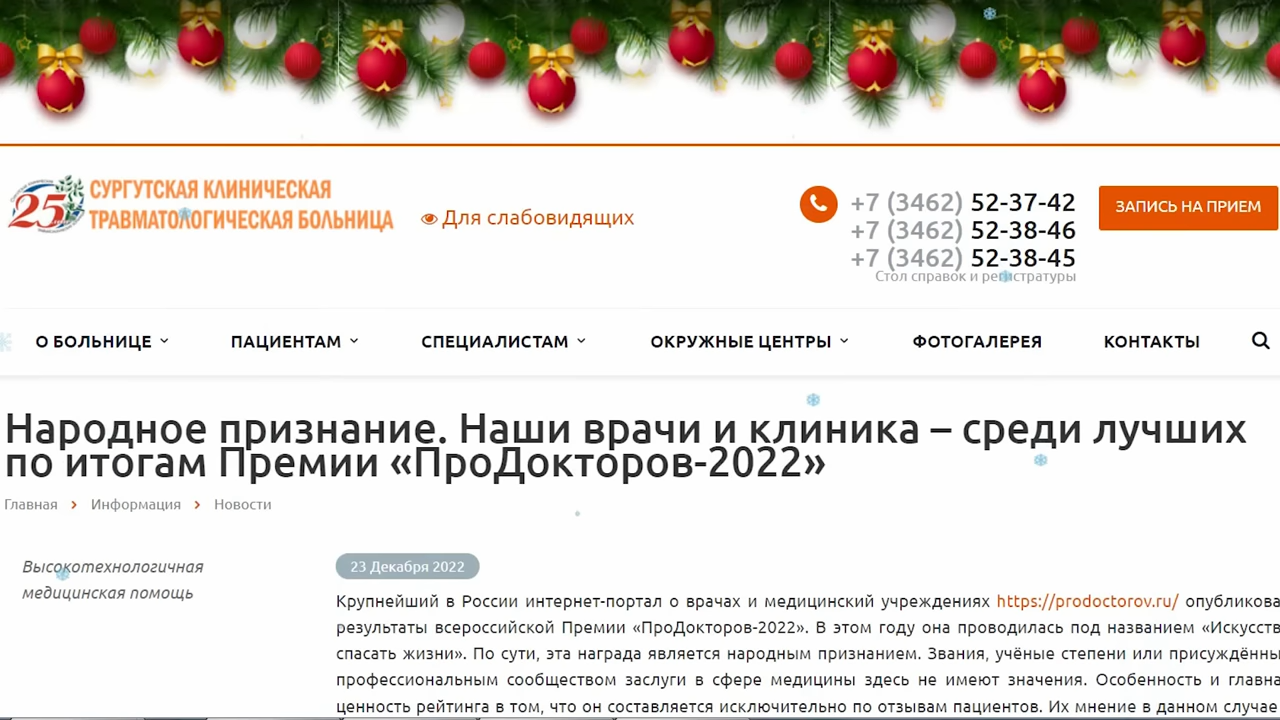 25
СУРГУТСКАЯ КЛИНИЧЕСКАЯ
ТРАВМАТОЛОГИЧЕСКАЯ БОЛЬНИЦА
Для слабовидящих
+7 (3462) 52-37-42
+7 (3462) 52-38-46
+7 (3462) 52-38-45
Стол справок и регистратуры
ЗАПИСЬ НА ПРИЕМ
О БОЛЬНИЦЕ
ПАЦИЕНТАМ
СПЕЦИАЛИСТАМ
ОКРУЖНЫЕ ЦЕНТРЫ
ФОТОГАЛЕРЕЯ
КОНТАКТЫ
Народное признание. Наши врачи и клиника – среди лучших
по итогам Премии «ПроДокторов-2022»
Главная > Информация > Новости
Высокотехнологичная
медицинская помощь
23 Декабря 2022
Крупнейший в России интернет-портал о врачах и медицинский учреждениях https://prodoctorov.ru/ опубликова
результаты всероссийской Премии «ПроДокторов-2022». В этом году она проводилась под названием «Искусств
спасать жизни». По сути, эта награда является народным признанием. Звания, учёные степени или присуждённы
профессиональным сообществом заслуги в сфере медицины здесь не имеют значения. Особенность и главна
ценность рейтинга в том, что он составляется исключительно по отзывам пациентов. Их мнение в данном случае